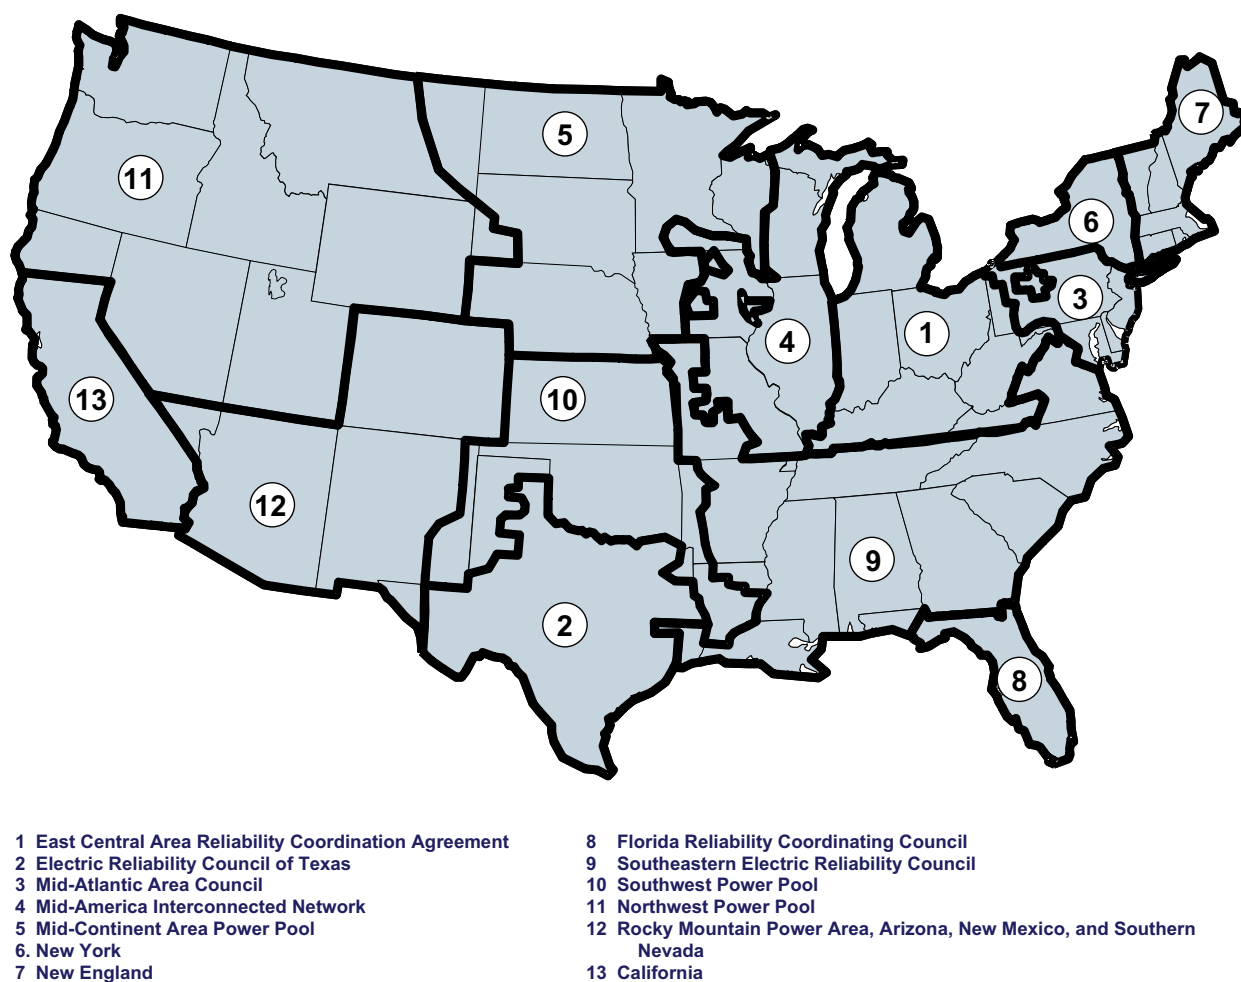 7
5
11
6
3
1
4
13
10
12
9
2
8
1 East Central Area Reliability Coordination Agreement
2 Electric Reliability Council of Texas
3 Mid-Atlantic Area Council
4 Mid-America Interconnected Network
5 Mid-Continent Area Power Pool
6. New York
7 New England
8 Florida Reliability Coordinating Council
9 Southeastern Electric Reliability Council
10 Southwest Power Pool
11 Northwest Power Pool
12 Rocky Mountain Power Area, Arizona, New Mexico, and Southern
Nevada
13 California